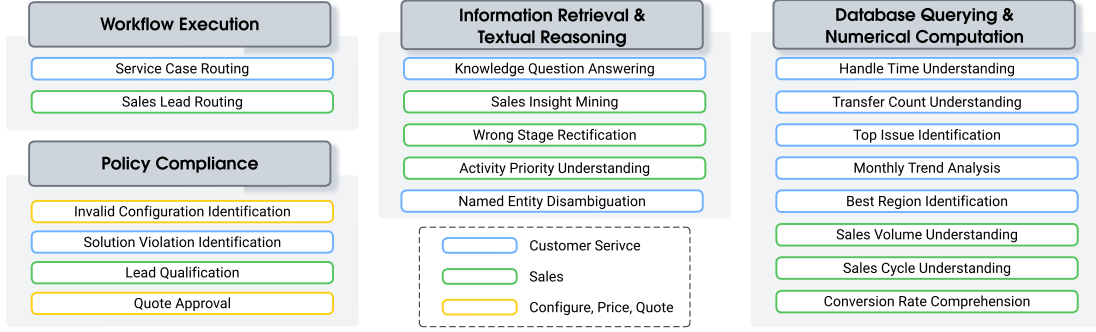 Workflow Execution
Service Case Routing
Sales Lead Routing
Policy Compliance
Invalid Configuration Identification
Solution Violation Identification
Lead Qualification
Quote Approval
Information Retrieval &
Textual Reasoning
Knowledge Question Answering
Sales Insight Mining
Wrong Stage Rectification
Activity Priority Understanding
Named Entity Disambiguation
Customer Serivce
Sales
Configure, Price, Quote
Database Querying &
Numerical Computation
Handle Time Understanding
Transfer Count Understanding
Top Issue Identification
Monthly Trend Analysis
Best Region Identification
Sales Volume Understanding
Sales Cycle Understanding
Conversion Rate Comprehension